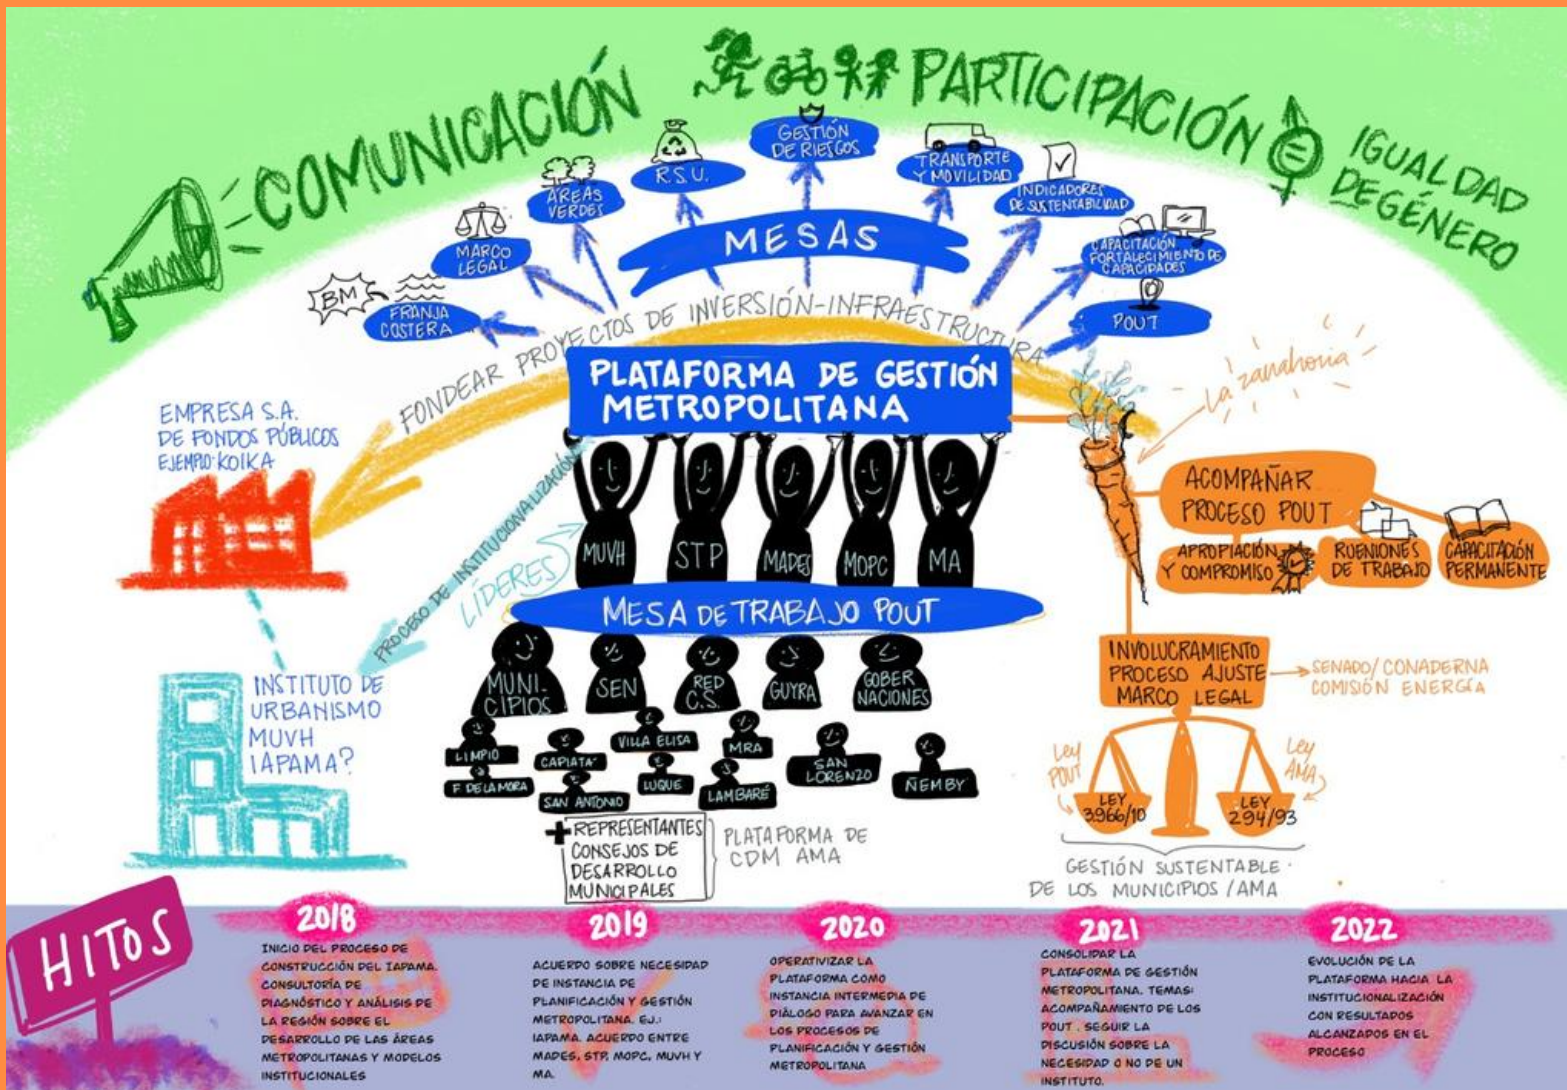 COMUNICACIÓN
PARTICIPACIÓN
IGUALDAD
DE GÉNERO
GESTIÓN
DE RIESGOS
R.S.U.
TRANSPORTE
Y MOVILIDAD
ÁREAS
VERDES
INDICADORES
DE SUSTENTABILIDAD
MESAS
MARCO
LEGAL
CAPACITACIÓN
FORTALECIMIENTO DE
CAPACIDADES
BM
FRANJA
COSTERA
POUT
FONDEAR PROYECTOS DE INVERSIÓN-INFRAESTRUCTURA
La zanahoria
PLATAFORMA DE GESTIÓN
METROPOLITANA
EMPRESA S.A.
DE FONDOS PÚBLICOS
EJEMPLO: KOIKA
PROCESO DE INSTITUCIONALIZACIÓN
LÍDERES
MUVH
STP
MADES
MOPC
MA
ACOMPAÑAR
PROCESO POUT
APROPIACIÓN
Y COMPROMISO
RUENIONES
DE TRABAJO
CAPACITACIÓN
PERMANENTE
MESA DE TRABAJO POUT
MUNI-
CIPIOS
SEN
RED
C.S.
GUYRA
GOBER
NACIONES
INSTITUTO DE
URBANISMO
MUVH
IAPAMA?
INVOLUCRAMIENTO
PROCESO AJUSTE
MARCO LEGAL
SENADO/CONADERNA
COMISIÓN ENERGÍA
LIMPIO
CAPIATÁ
VILLA ELISA
MRA
SAN
LORENZO
ÑEMBY
F. DE LA MORA
SAN ANTONIO
LUQUE
LAMBARÉ
Ley
POUT
Ley
AMA
LEY
3966/10
LEY
294/93
+ REPRESENTANTES
CONSEJOS DE
DESARROLLO
MUNICIPALES
PLATAFORMA DE
CDM AMA
GESTIÓN SUSTENTABLE
DE LOS MUNICIPIOS/AMA
HITOS
2018
INICIO DEL PROCESO DE
CONSTRUCCIÓN DEL IAPAMA.
CONSULTORÍA DE
DIAGNÓSTICO Y ANÁLISIS DE
LA REGIÓN SOBRE EL
DESARROLLO DE LAS ÁREAS
METROPOLITANAS Y MODELOS
INSTITUCIONALES
2019
ACUERDO SOBRE NECESIDAD
DE INSTANCIA DE
PLANIFICACIÓN Y GESTIÓN
METROPOLITANA. EJ.:
IAPAMA. ACUERDO ENTRE
MADES, STP, MOPC, MUVH Y
MA.
2020
OPERATIVIZAR LA
PLATAFORMA COMO
INSTANCIA INTERMEDIA DE
DIÁLOGO PARA AVANZAR EN
LOS PROCESOS DE
PLANIFICACIÓN Y GESTIÓN
METROPOLITANA
2021
CONSOLIDAR LA
PLATAFORMA DE GESTIÓN
METROPOLITANA. TEMAS:
ACOMPAÑAMIENTO DE LOS
POUT . SEGUIR LA
DISCUSIÓN SOBRE LA
NECESIDAD O NO DE UN
INSTITUTO.
2022
EVOLUCIÓN DE LA
PLATAFORMA HACIA LA
INSTITUCIONALIZACIÓN
CON RESULTADOS
ALCANZADOS EN EL
PROCESO